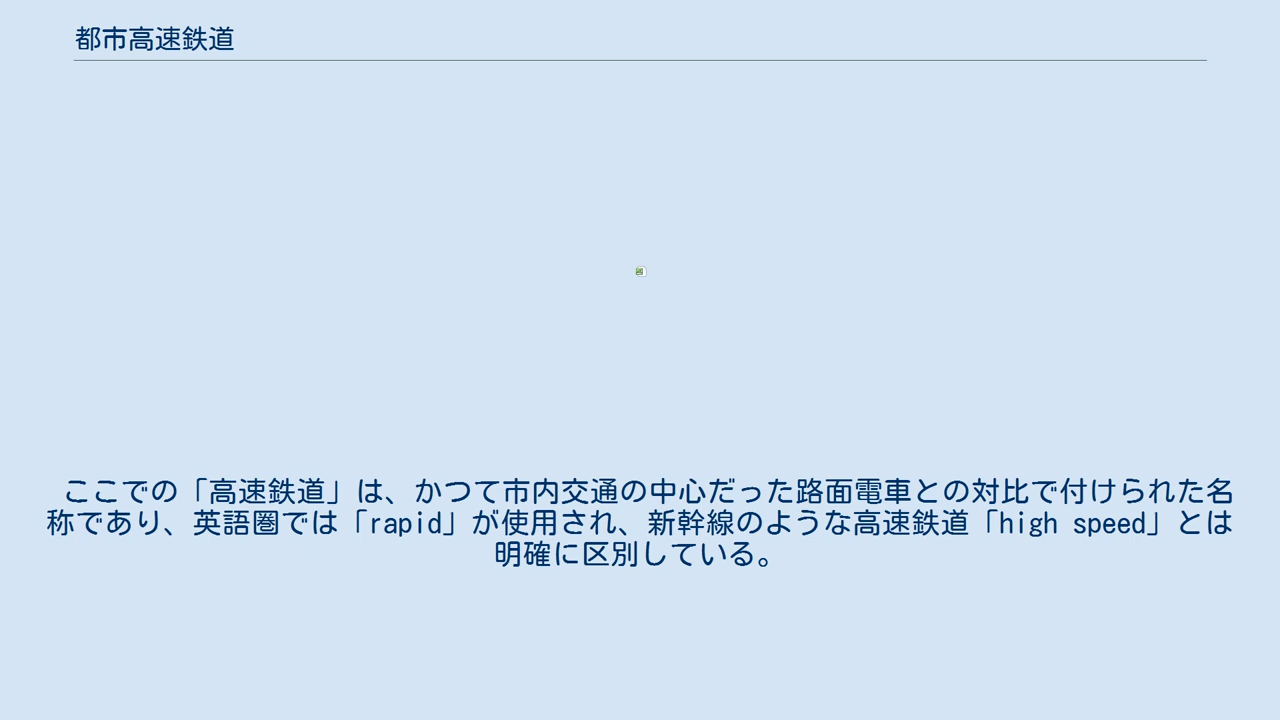 都市高速鉄道
ここでの「高速鉄道」は、かつて市内交通の中心だった路面電車との対比で付けられた名
称であり、英語圏では「rapid」が使用され、新幹線のような高速鉄道「high speed」とは
明確に区別している。